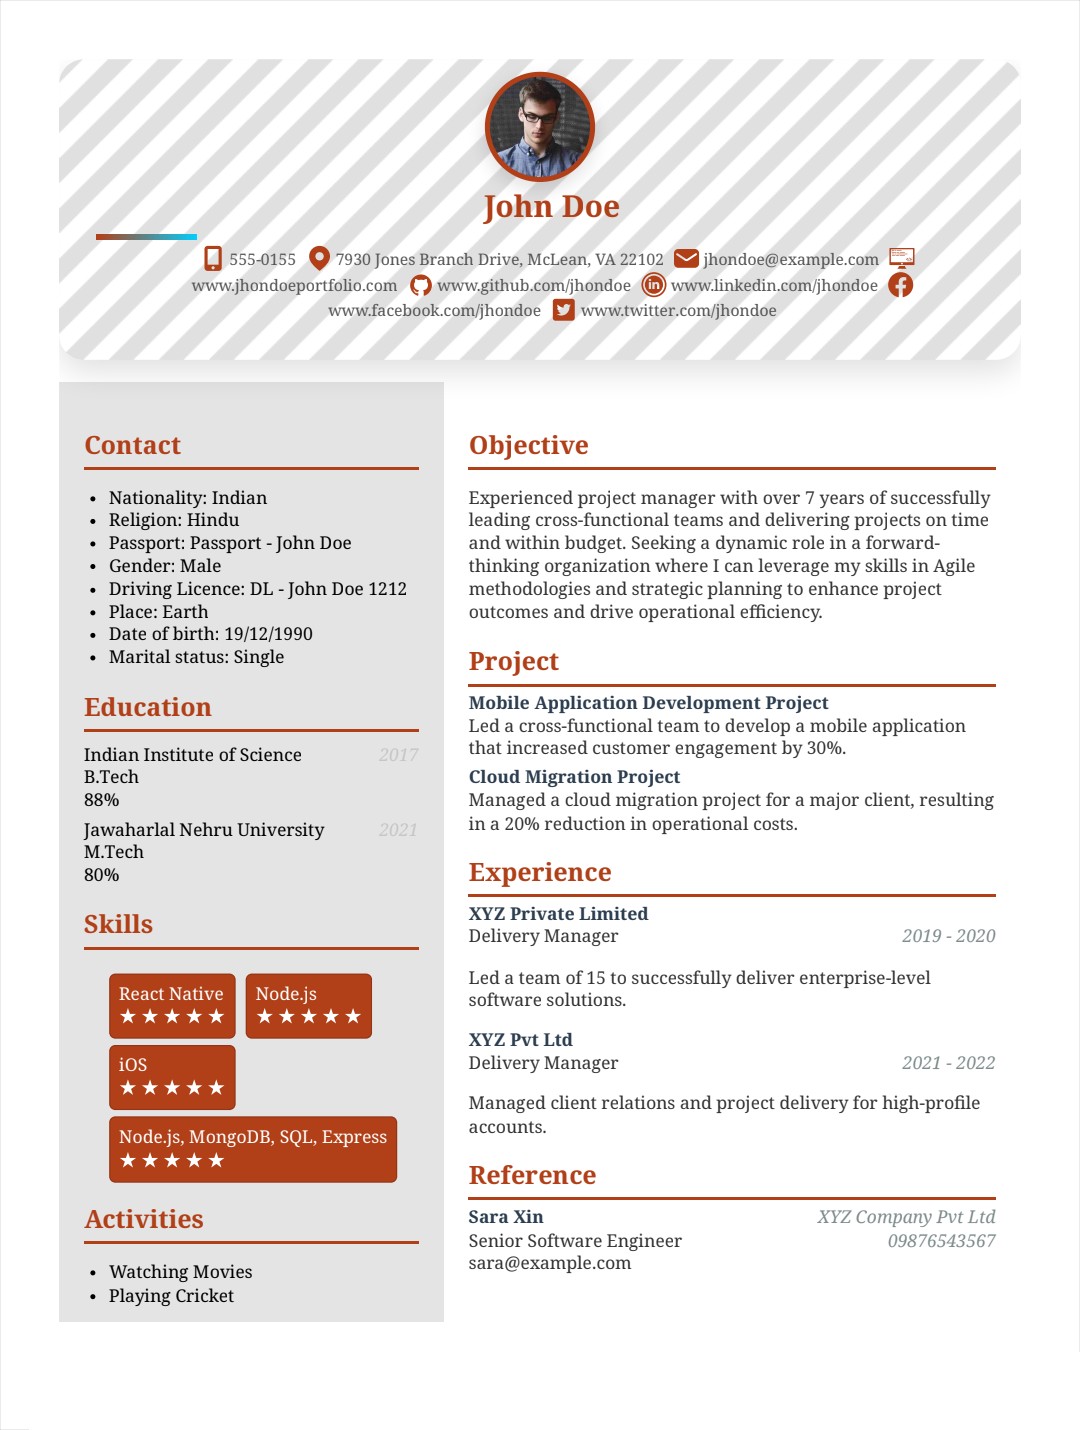 John Doe
555-0155 7930 Jones Branch Drive, McLean, VA 22102 jhondoe@example.com
www.jhondoeportfolio.com www.github.com/jhondoe www.linkedin.com/jhondoe
www.facebook.com/jhondoe www.twitter.com/jhondoe
Contact
• Nationality: Indian
• Religion: Hindu
• Passport: Passport - John Doe
• Gender: Male
• Driving Licence: DL - John Doe 1212
• Place: Earth
• Date of birth: 19/12/1990
• Marital status: Single
Education
Indian Institute of Science 2017
B.Tech
88%
Jawaharlal Nehru University 2021
M.Tech
80%
Skills
React Native Node.js
★ ★ ★ ★ ★ ★ ★ ★ ★ ★
iOS
★ ★ ★ ★ ★
Node.js, MongoDB, SQL, Express
★ ★ ★ ★ ★
Activities
• Watching Movies
• Playing Cricket
Objective
Experienced project manager with over 7 years of successfully
leading cross-functional teams and delivering projects on time
and within budget. Seeking a dynamic role in a forward-
thinking organization where I can leverage my skills in Agile
methodologies and strategic planning to enhance project
outcomes and drive operational efficiency.
Project
Mobile Application Development Project
Led a cross-functional team to develop a mobile application
that increased customer engagement by 30%.
Cloud Migration Project
Managed a cloud migration project for a major client, resulting
in a 20% reduction in operational costs.
Experience
XYZ Private Limited
Delivery Manager 2019 - 2020
Led a team of 15 to successfully deliver enterprise-level
software solutions.
XYZ Pvt Ltd
Delivery Manager 2021 - 2022
Managed client relations and project delivery for high-profile
accounts.
Reference
Sara Xin XYZ Company Pvt Ltd
Senior Software Engineer 09876543567
sara@example.com